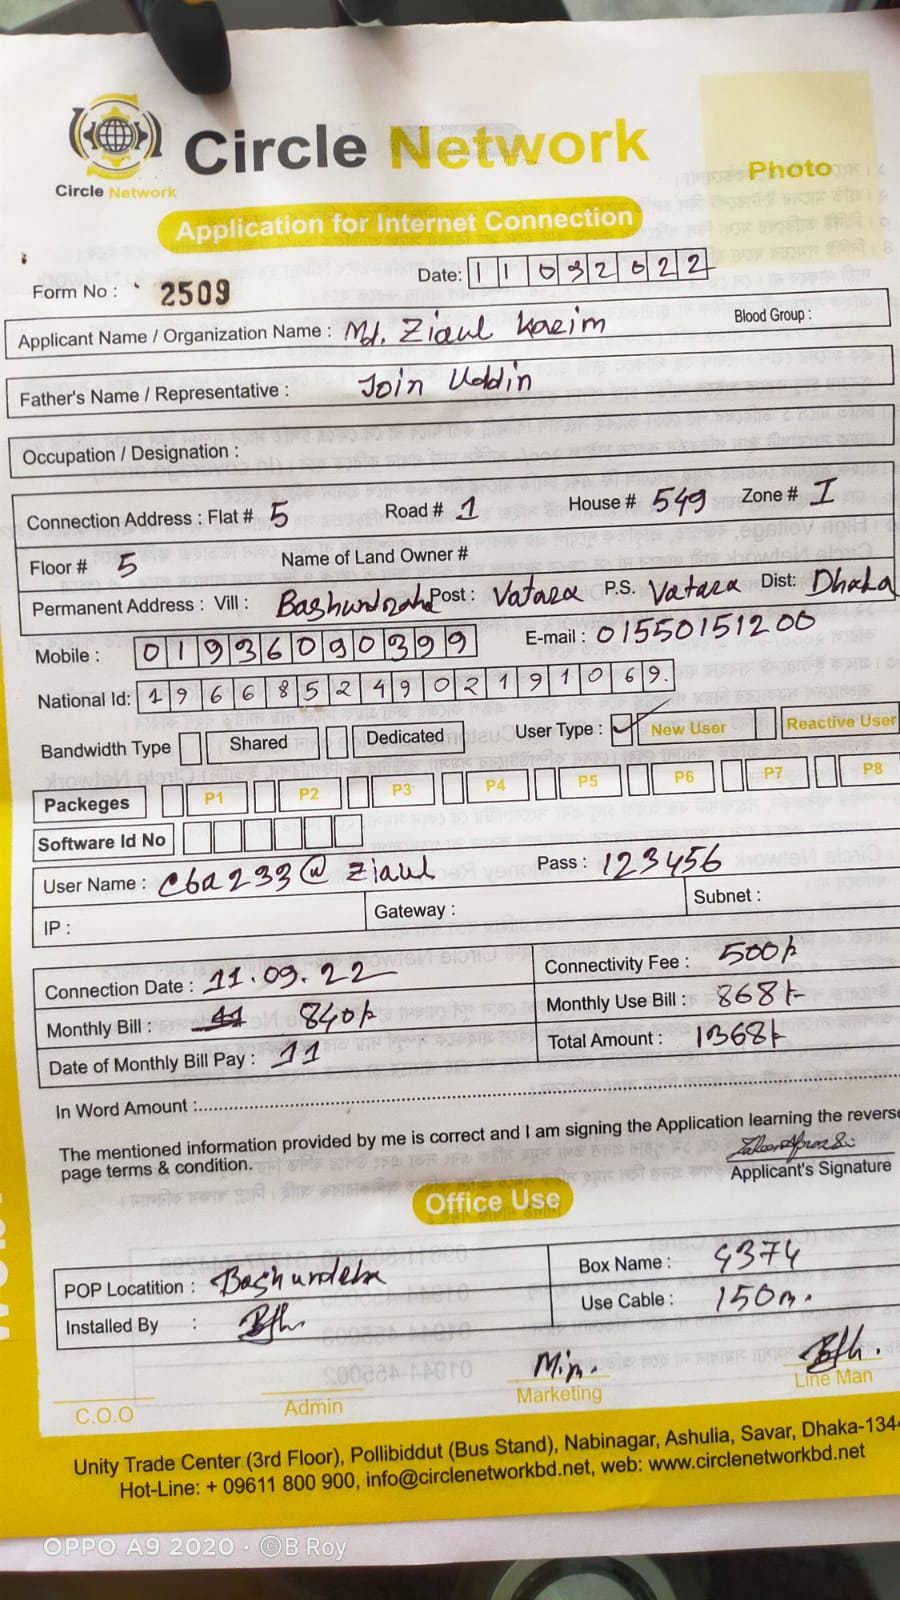 Circle Network
Circle Network
Photo
Application for Internet Connection
Form No : 2509
Date: 11092022
Applicant Name / Organization Name : Md. Ziaul Karim
Blood Group :
Father's Name / Representative : Join Uddin
Occupation / Designation :
Connection Address : Flat # 5 Road # 1 House # 549 Zone # I
Floor # 5 Name of Land Owner #
Permanent Address : Vill : Bashundhara Post : Vatara P.S. Vatara Dist: Dhaka
Mobile : 01936090399 E-mail : 01550151200
National Id: 19668524902191069
Bandwidth Type Shared Dedicated User Type : ✓ New User Reactive User
Packeges P1 P2 P3 P4 P5 P6 P7 P8
Software Id No
User Name : Cba233@Ziaul Pass : 123456
IP : Gateway : Subnet :
Connection Date : 11.09.22 Connectivity Fee : 500/-
Monthly Bill : 840/- Monthly Use Bill : 868/-
Date of Monthly Bill Pay : 11 Total Amount : 1368/-
In Word Amount :
The mentioned information provided by me is correct and I am signing the Application learning the reverse
page terms & condition.
Applicant's Signature
Office Use
POP Locatition : Box Name : 4374
Installed By : Use Cable : 150m.
C.O.O Admin Marketing Line Man
Unity Trade Center (3rd Floor), Pollibiddut (Bus Stand), Nabinagar, Ashulia, Savar, Dhaka-134
Hot-Line: + 09611 800 900, info@circlenetworkbd.net, web: www.circlenetworkbd.net
OPPO A9 2020 · ©B Roy